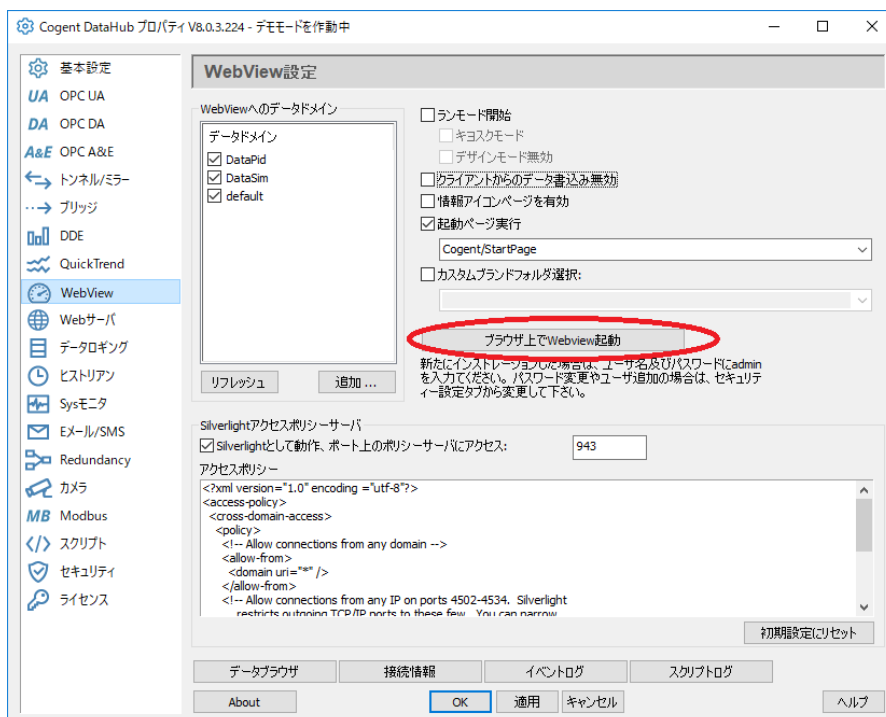 Cogent DataHub プロパティ V8.0.3.224 - デモモードを作動中
基本設定
UA OPC UA
DA OPC DA
A&E OPC A&E
トンネル/ミラー
ブリッジ
DDE
QuickTrend
WebView
Webサーバ
データロギング
ヒストリアン
Sysモニタ
Eメール/SMS
Redundancy
カメラ
MB Modbus
スクリプト
セキュリティ
ライセンス
WebView設定
WebViewへのデータドメイン
データドメイン
DataPid
DataSim
default
リフレッシュ
追加 ...
ランモード開始
キヨスクモード
デザインモード無効
クライアントからのデータ書込み無効
情報アイコンページを有効
起動ページ実行
Cogent/StartPage
カスタムブランドフォルダ選択:
ブラウザ上でWebview起動
新たにインストレーションした場合は、ユーザ名及びパスワードにadmin
を入力てください。パスワード変更やユーザ追加の場合は、セキュリテ
ィー設定タブから変更して下さい。
Silverlightアクセスポリシーサーバ
Silverlightとして動作、ポート上のポリシーサーバにアクセス:
943
アクセスポリシー
<?xml version="1.0" encoding ="utf-8"?>
<access-policy>
<cross-domain-access>
<policy>
<!-- Allow connections from any domain -->
<allow-from>
<domain uri="*" />
</allow-from>
<!-- Allow connections from any IP on ports 4502-4534. Silverlight
restricts outgoing TCP/IP ports to these few. You can narrow
初期設定にリセット
データブラウザ
接続情報
イベントログ
スクリプトログ
About
OK
適用
キャンセル
ヘルプ